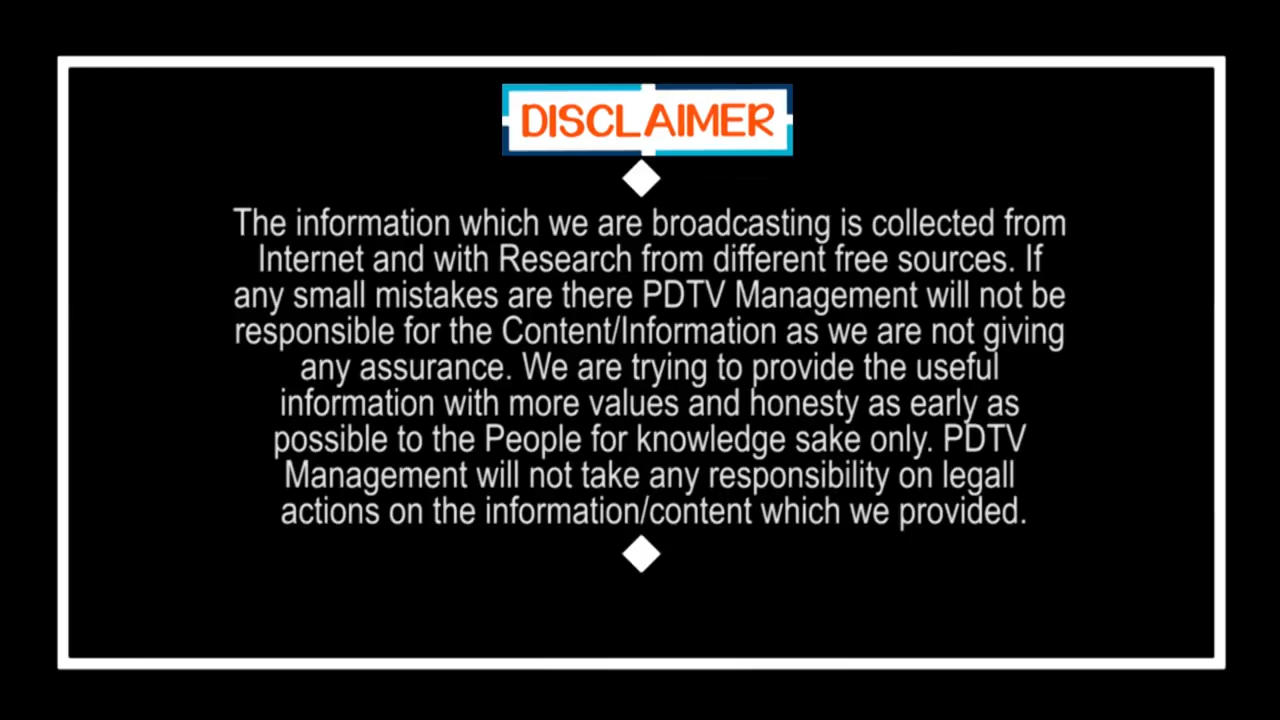 DISCLAIMER
The information which we are broadcasting is collected from
Internet and with Research from different free sources. If
any small mistakes are there PDTV Management will not be
responsible for the Content/Information as we are not giving
any assurance. We are trying to provide the useful
information with more values and honesty as early as
possible to the People for knowledge sake only. PDTV
Management will not take any responsibility on legall
actions on the information/content which we provided.